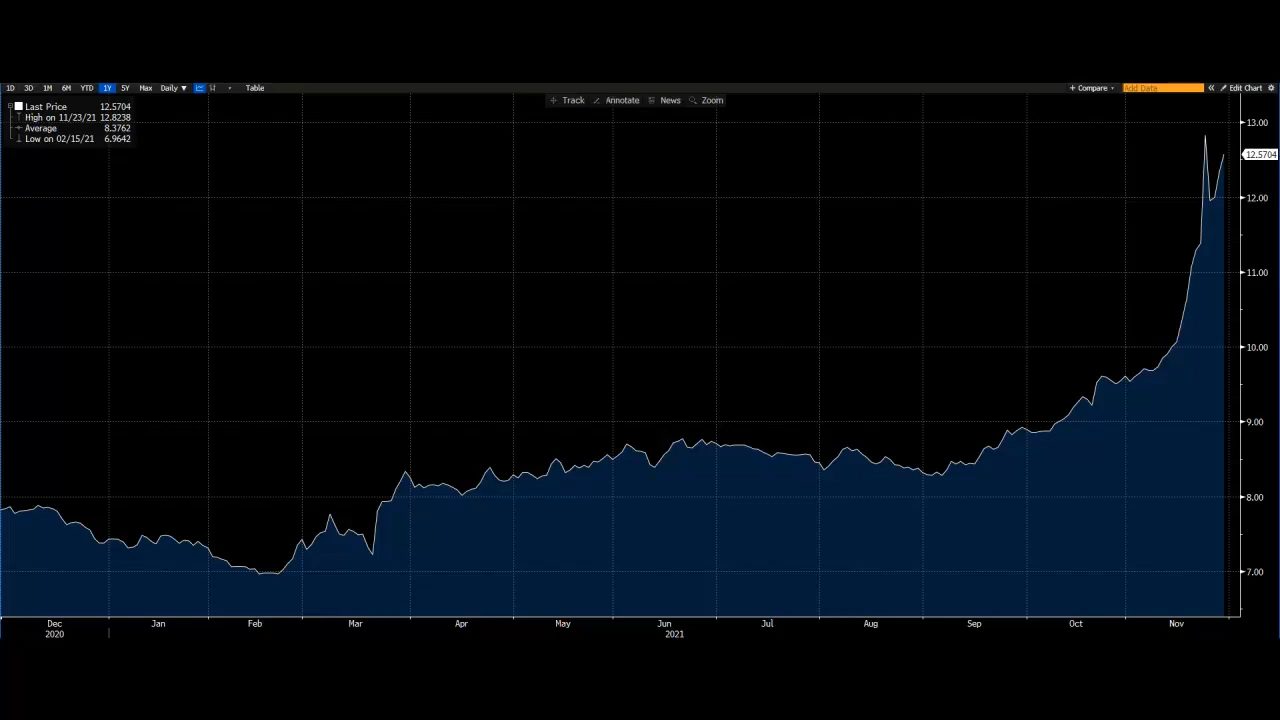 1D 3D 1M 6M YTD 1Y 5Y Max Daily ▼ Table + Compare Add Data « Edit Chart
Track Annotate News Zoom
Last Price 12.5704
High on 11/23/21 12.8238
Average 8.3762
Low on 02/15/21 6.9642
13.00
12.5704
12.00
11.00
10.00
9.00
8.00
7.00
Dec Jan Feb Mar Apr May Jun Jul Aug Sep Oct Nov
2020 2021